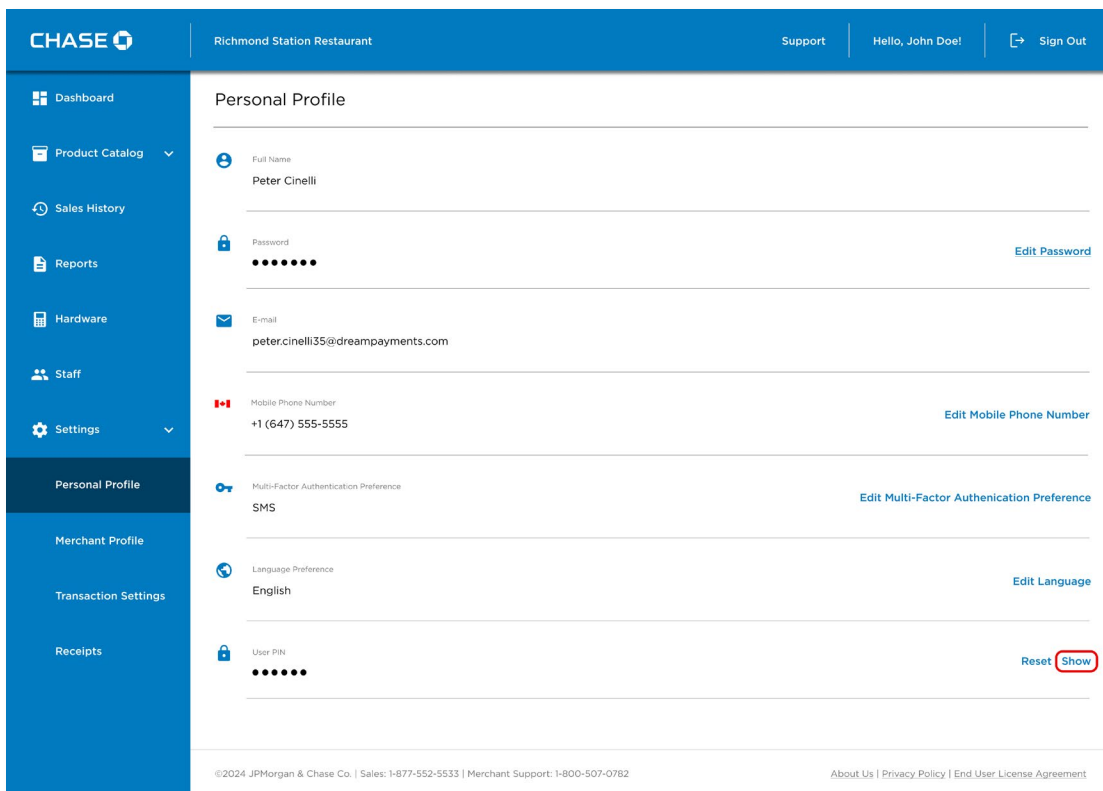 CHASE
Richmond Station Restaurant
Support
Hello, John Doe!
Sign Out
Dashboard
Product Catalog
Sales History
Reports
Hardware
Staff
Settings
Personal Profile
Merchant Profile
Transaction Settings
Receipts
Personal Profile
Full Name
Peter Cinelli
Password
•••••••
Edit Password
E-mail
peter.cinelli35@dreampayments.com
Mobile Phone Number
+1 (647) 555-5555
Edit Mobile Phone Number
Multi-Factor Authentication Preference
SMS
Edit Multi-Factor Authenication Preference
Language Preference
English
Edit Language
User PIN
••••••
Reset Show
©2024 JPMorgan & Chase Co. | Sales: 1-877-552-5533 | Merchant Support: 1-800-507-0782
About Us | Privacy Policy | End User License Agreement